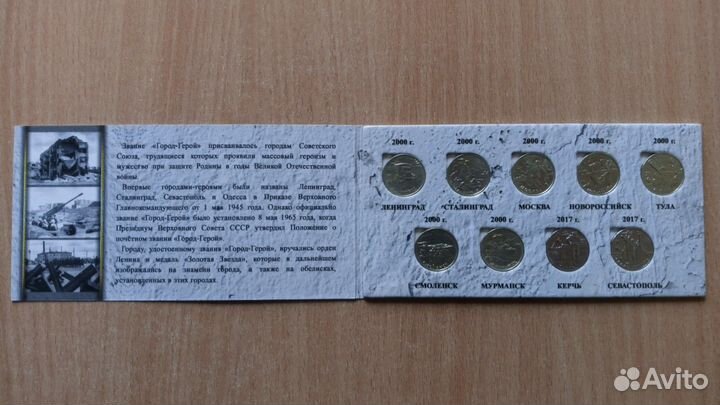 Звание «Город-Герой» присваивалось городам Советского
Союза, трудящиеся которых проявили массовый героизм и
мужество при защите Родины в годы Великой Отечественной
войны.
Впервые городами-героями были названы Ленинград,
Сталинград, Севастополь и Одесса в Приказе Верховного
Главнокомандующего от 1 мая 1945 года. Однако официально
звание «Город-Герой» было установлено 8 мая 1965 года, когда
Президиум Верховного Совета СССР утвердил Положение о
почётном звании «Город-Герой».
Городу, удостоенному звания «Город-Герой», вручались орден
Ленина и медаль «Золотая Звезда», которые в дальнейшем
изображались на знамени города, а также на обелисках,
установленных в этих городах.
2000 г. 2000 г. 2000 г. 2000 г. 2000 г.
ЛЕНИНГРАД СТАЛИНГРАД МОСКВА НОВОРОССИЙСК ТУЛА
2000 г. 2000 г. 2017 г. 2017 г.
СМОЛЕНСК МУРМАНСК КЕРЧЬ СЕВАСТОПОЛЬ
Avito